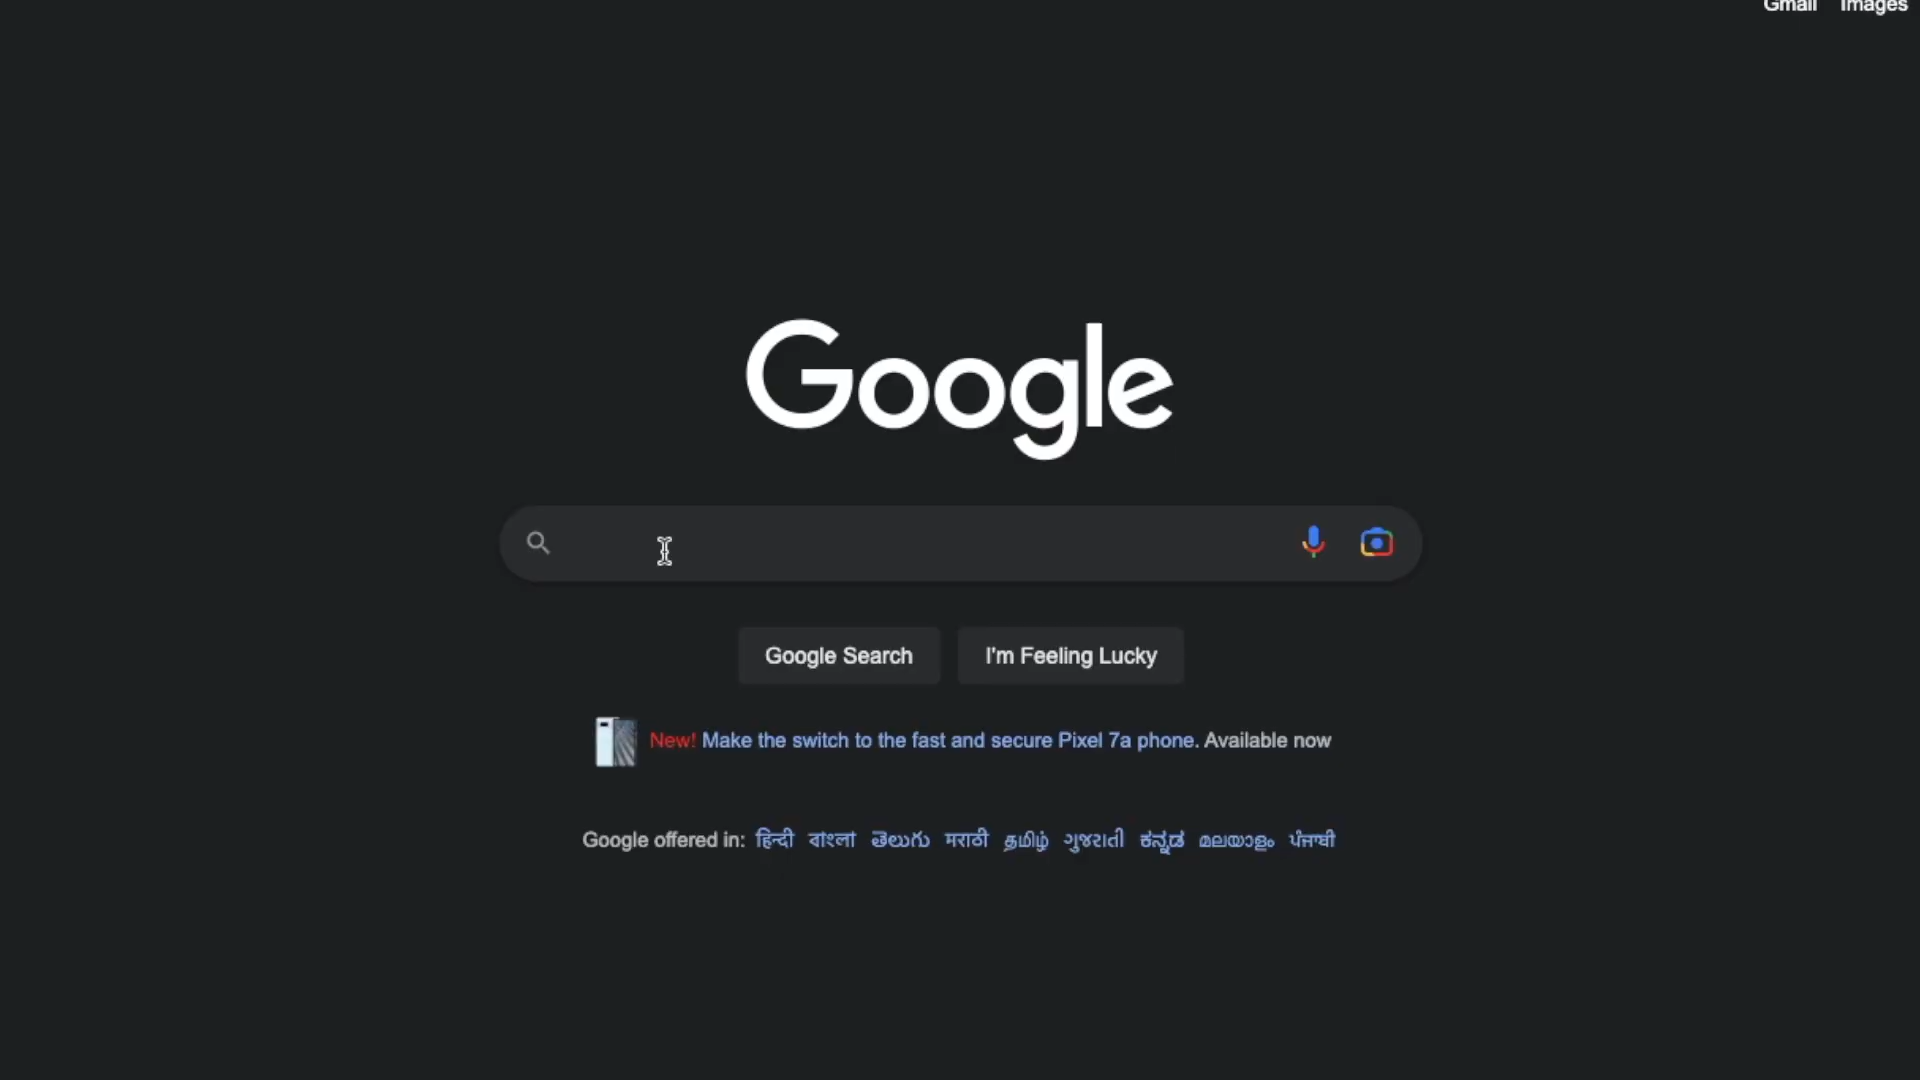 Gmail Images
Google
Google Search I'm Feeling Lucky
New! Make the switch to the fast and secure Pixel 7a phone. Available now
Google offered in: हिन्दी বাংলা తెలుగు मराठी தமிழ் ગુજરાતી ಕನ್ನಡ മലയാളം ਪੰਜਾਬੀ